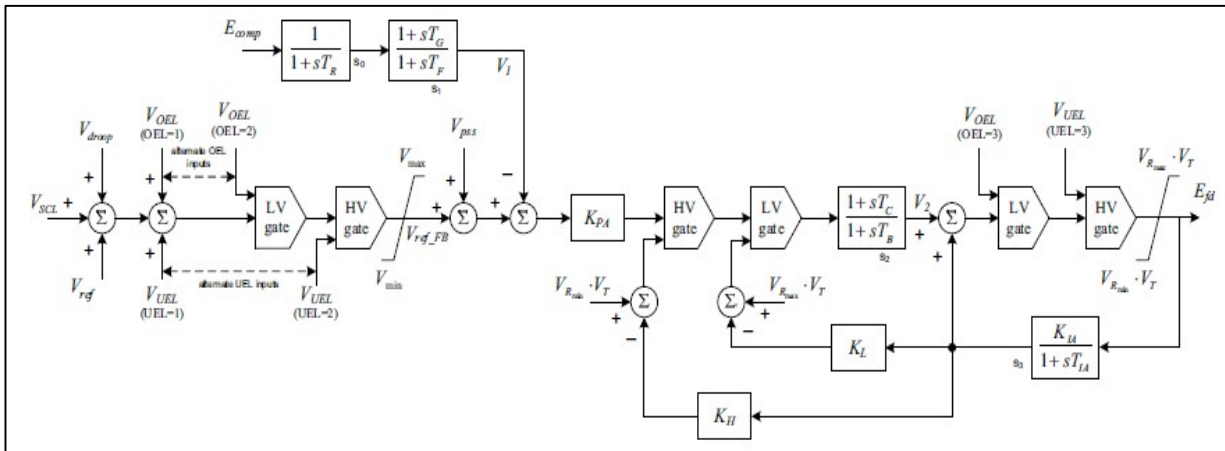 E_comp
1
1+sT_R
s_0
1+sT_G
1+sT_F
s_1
V_1
V_droop
V_OEL
(OEL=1)
V_OEL
(OEL=2)
alternate OEL
inputs
V_SCL
+
+
+
Σ
V_ref
+
+
Σ
V_UEL
(UEL=1)
alternate UEL inputs
V_UEL
(UEL=2)
LV
gate
HV
gate
V_max
V_min
V_ref_FB
V_pss
+
+
Σ
−
+
Σ
K_PA
HV
gate
LV
gate
1+sT_C
1+sT_B
s_2
V_2
+
+
Σ
V_OEL
(OEL=3)
V_UEL
(UEL=3)
LV
gate
HV
gate
V_Rmax · V_T
E_fd
V_Rmin · V_T
V_Rmin · V_T
+
−
Σ
V_Rmax · V_T
+
−
Σ
K_L
K_IA
1+sT_IA
s_3
K_H